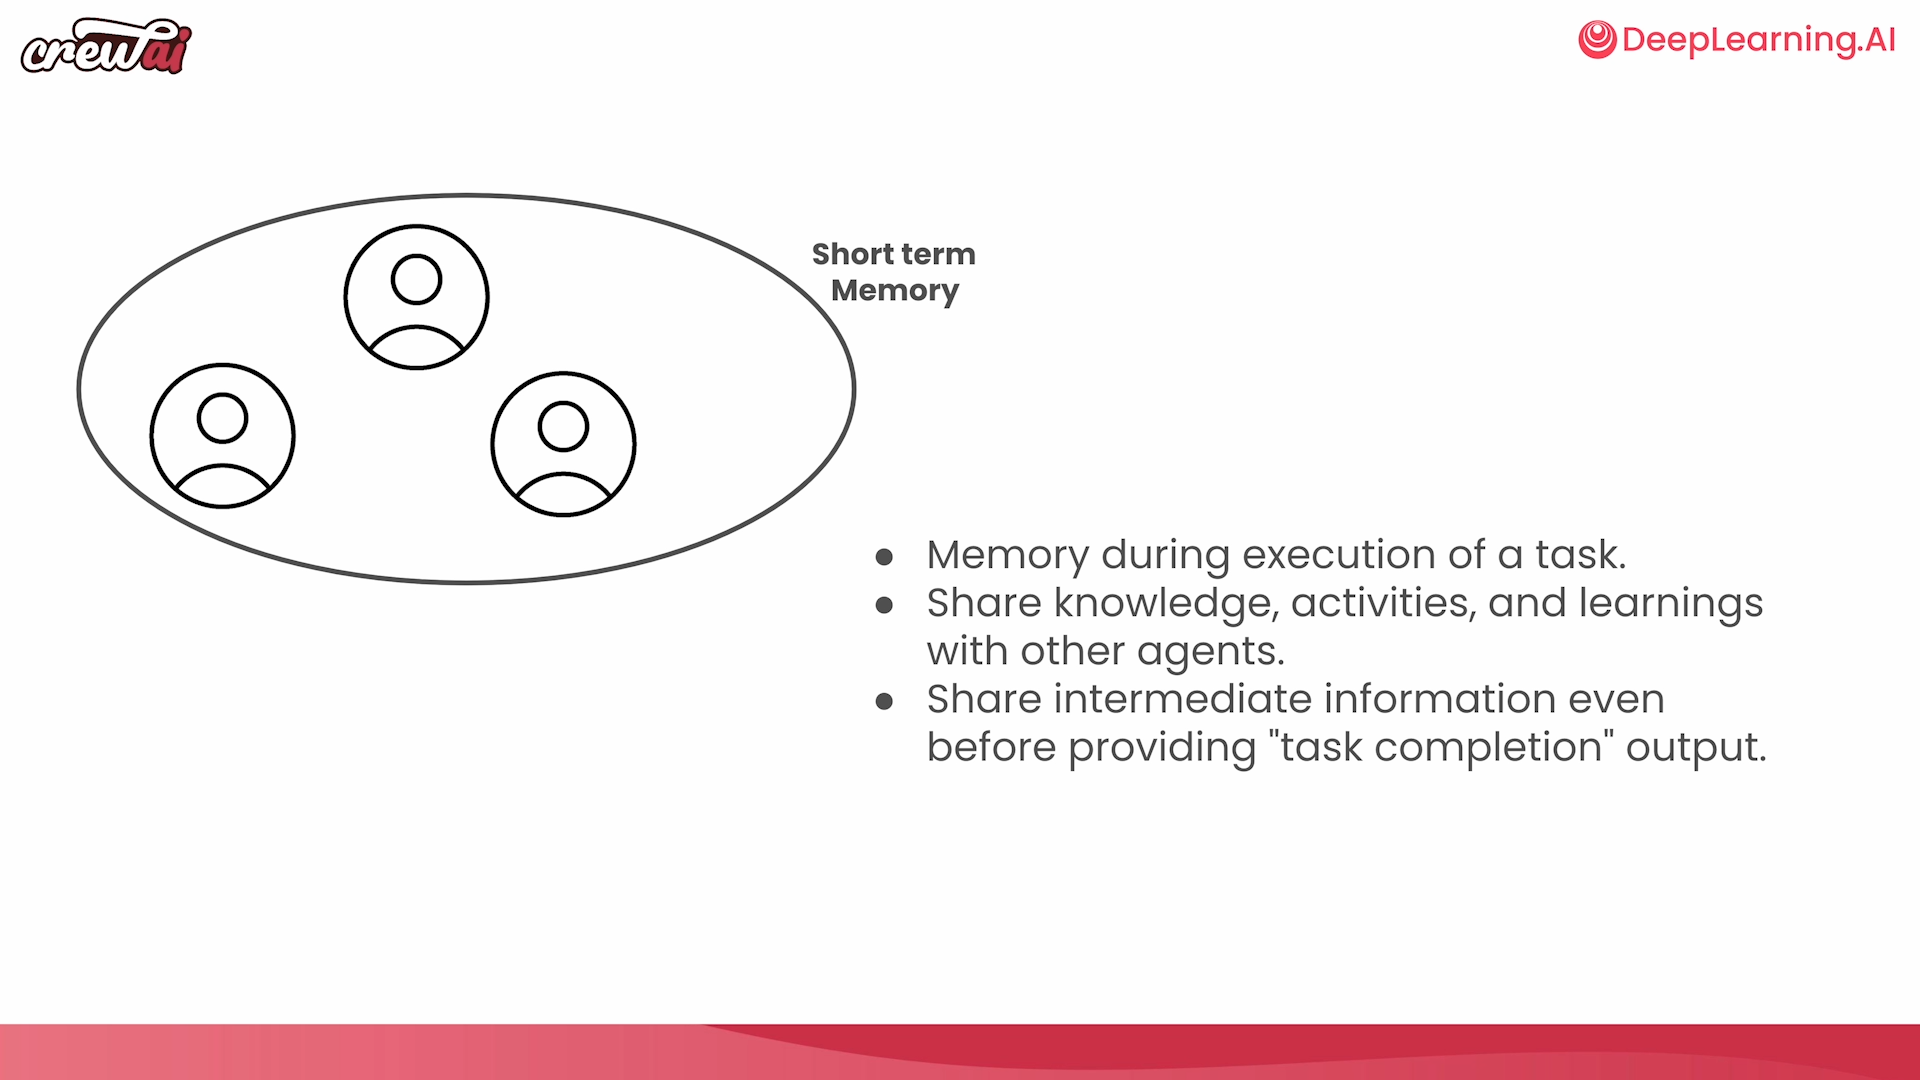 crewai
DeepLearning.AI
Short term
Memory
● Memory during execution of a task.
● Share knowledge, activities, and learnings
with other agents.
● Share intermediate information even
before providing "task completion" output.